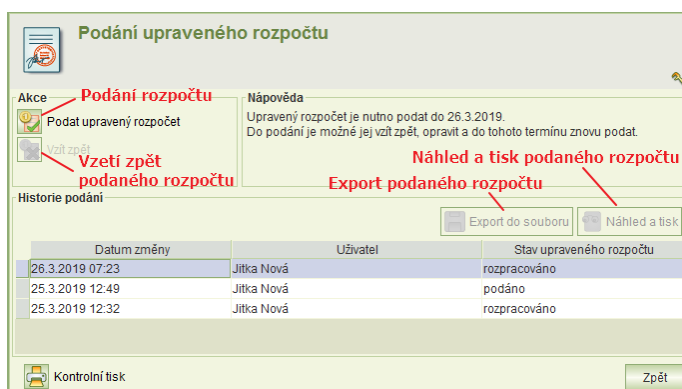 Podání upraveného rozpočtu
Akce
Podání rozpočtu
Nápověda
Podat upravený rozpočet
Upravený rozpočet je nutno podat do 26.3.2019.
Do podání je možné jej vzít zpět, opravit a do tohoto termínu znovu podat.
Vzít zpět
Vzetí zpět
podaného rozpočtu
Náhled a tisk podaného rozpočtu
Export podaného rozpočtu
Historie podání
Export do souboru
Náhled a tisk
Datum změny Uživatel Stav upraveného rozpočtu
26.3.2019 07:23 Jitka Nová rozpracováno
25.3.2019 12:49 Jitka Nová podáno
25.3.2019 12:32 Jitka Nová rozpracováno
Kontrolní tisk
Zpět